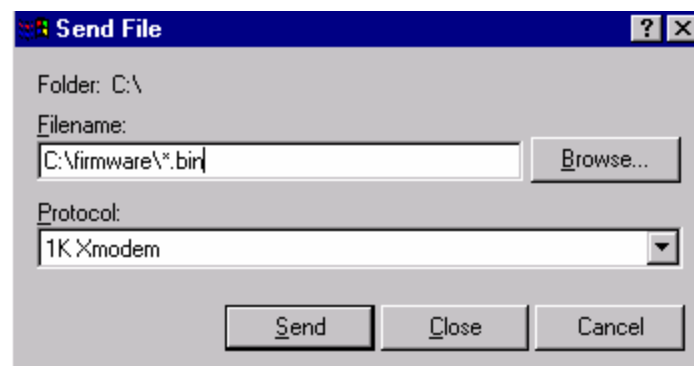 Send File
Folder: C:\
Filename:
C:\firmware\*.bin
Browse...
Protocol:
1K Xmodem
Send Close Cancel